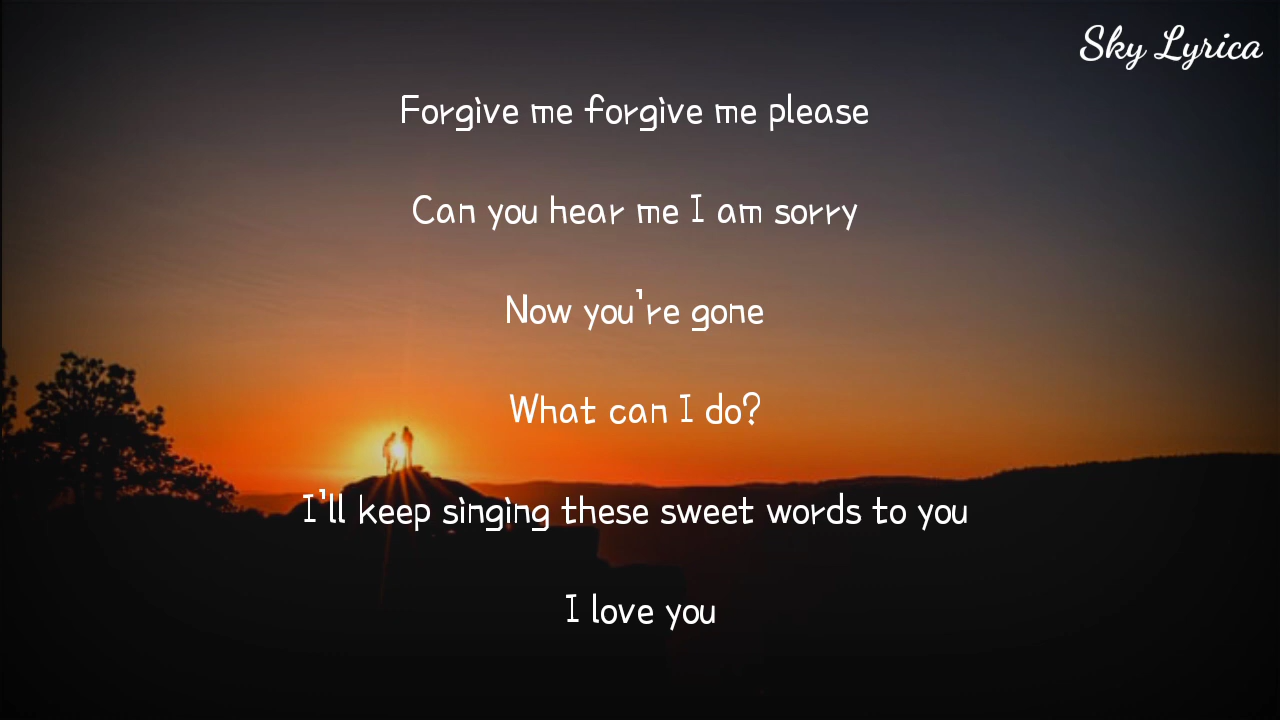 Sky Lyrica
Forgive me forgive me please
Can you hear me I am sorry
Now you're gone
What can I do?
I'll keep singing these sweet words to you
I love you